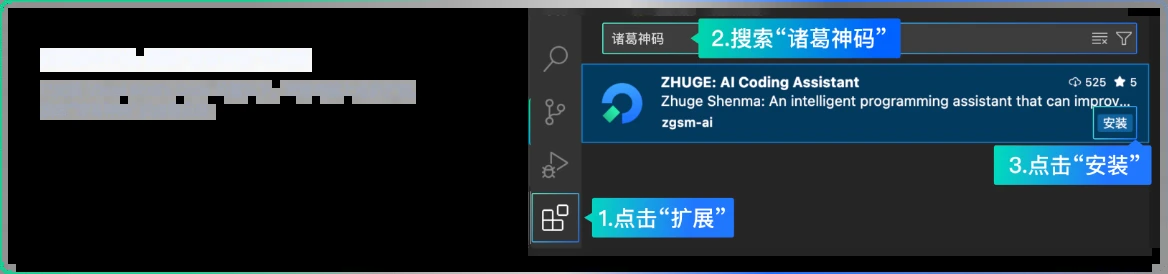 诸葛神码
2.搜索“诸葛神码”
ZHUGE: AI Coding Assistant
525
5
Zhuge Shenma: An intelligent programming assistant that can improv...
zgsm-ai
安装
3.点击“安装”
1.点击“扩展”